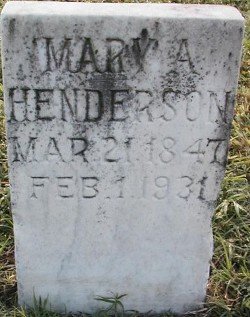 MARY A
HENDERSON
MAR. 21, 1847
FEB. 1, 1931